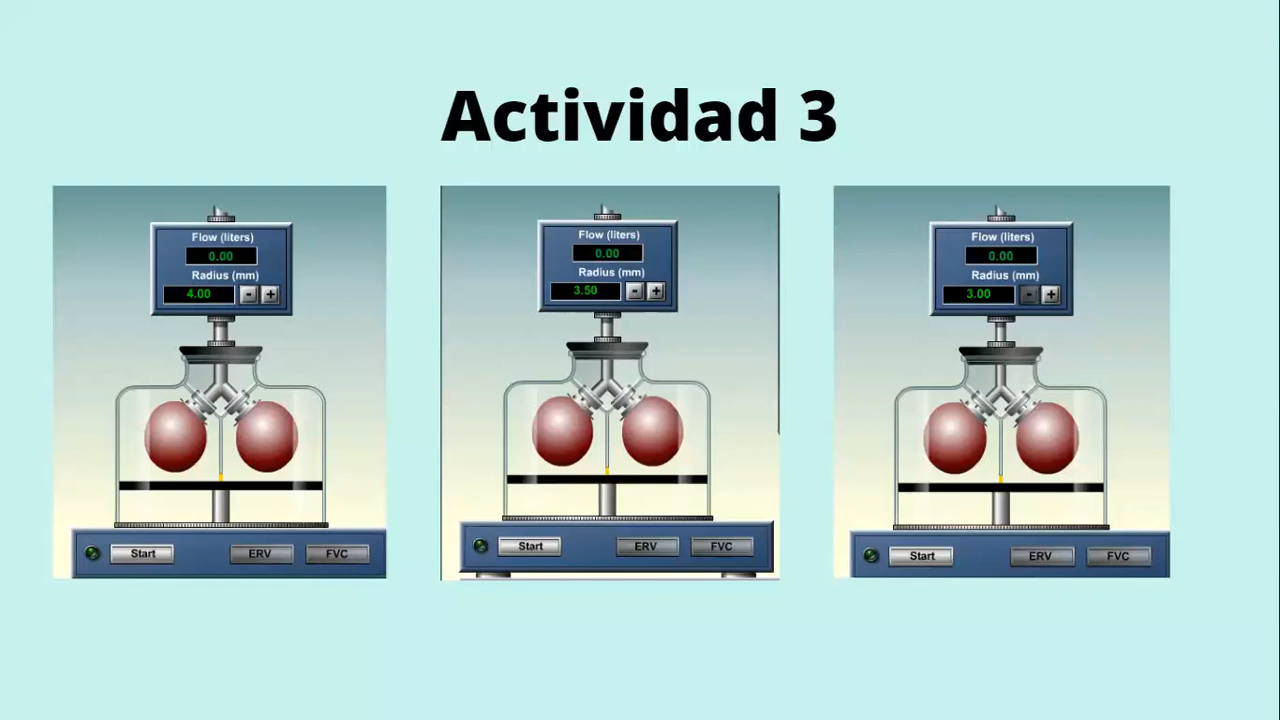 Actividad 3
Flow (liters)
0.00
Radius (mm)
4.00 - +
Start ERV FVC
Flow (liters)
0.00
Radius (mm)
3.50 - +
Start ERV FVC
Flow (liters)
0.00
Radius (mm)
3.00 - +
Start ERV FVC